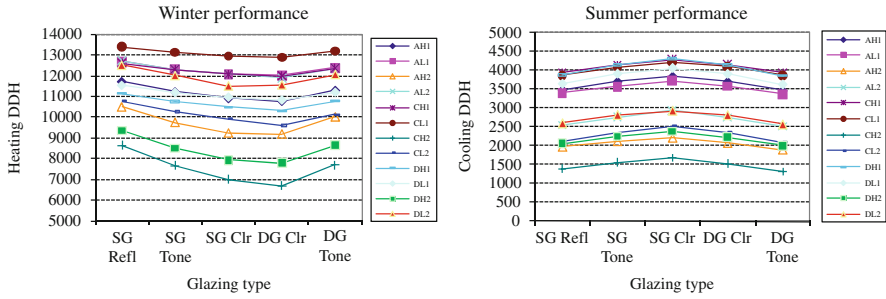 Winter performance
Heating DDH
14000
13000
12000
11000
10000
9000
8000
7000
6000
5000
SG Refl
SG Tone
SG Clr
DG Clr
DG Tone
Glazing type
AH1
AL1
AH2
AL2
CH1
CL1
CH2
CL2
DH1
DL1
DH2
DL2
Summer performance
Cooling DDH
5000
4500
4000
3500
3000
2500
2000
1500
1000
500
0
SG Refl
SG Tone
SG Clr
DG Clr
DG Tone
Glazing type
AH1
AL1
AH2
AL2
CH1
CL1
CH2
CL2
DH1
DL1
DH2
DL2